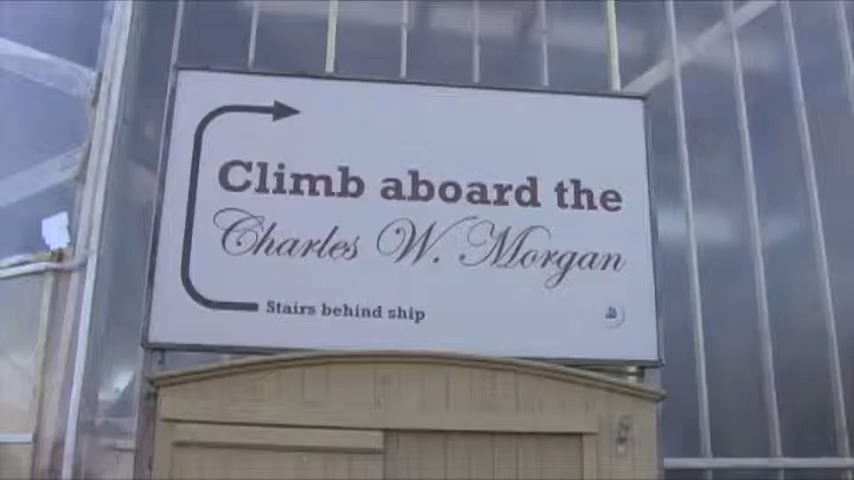 Climb aboard the
Charles W. Morgan
Stairs behind ship